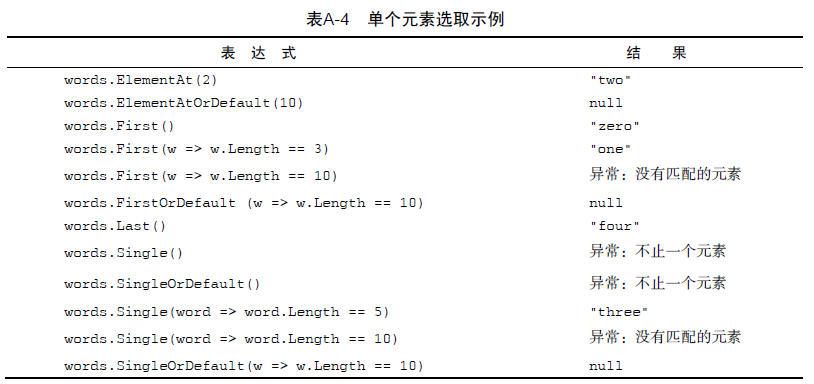 表A-4 单个元素选取示例
表 达 式 结 果
words.ElementAt(2) "two"
words.ElementAtOrDefault(10) null
words.First() "zero"
words.First(w => w.Length == 3) "one"
words.First(w => w.Length == 10) 异常：没有匹配的元素
words.FirstOrDefault (w => w.Length == 10) null
words.Last() "four"
words.Single() 异常：不止一个元素
words.SingleOrDefault() 异常：不止一个元素
words.Single(word => word.Length == 5) "three"
words.Single(word => word.Length == 10) 异常：没有匹配的元素
words.SingleOrDefault(w => w.Length == 10) null